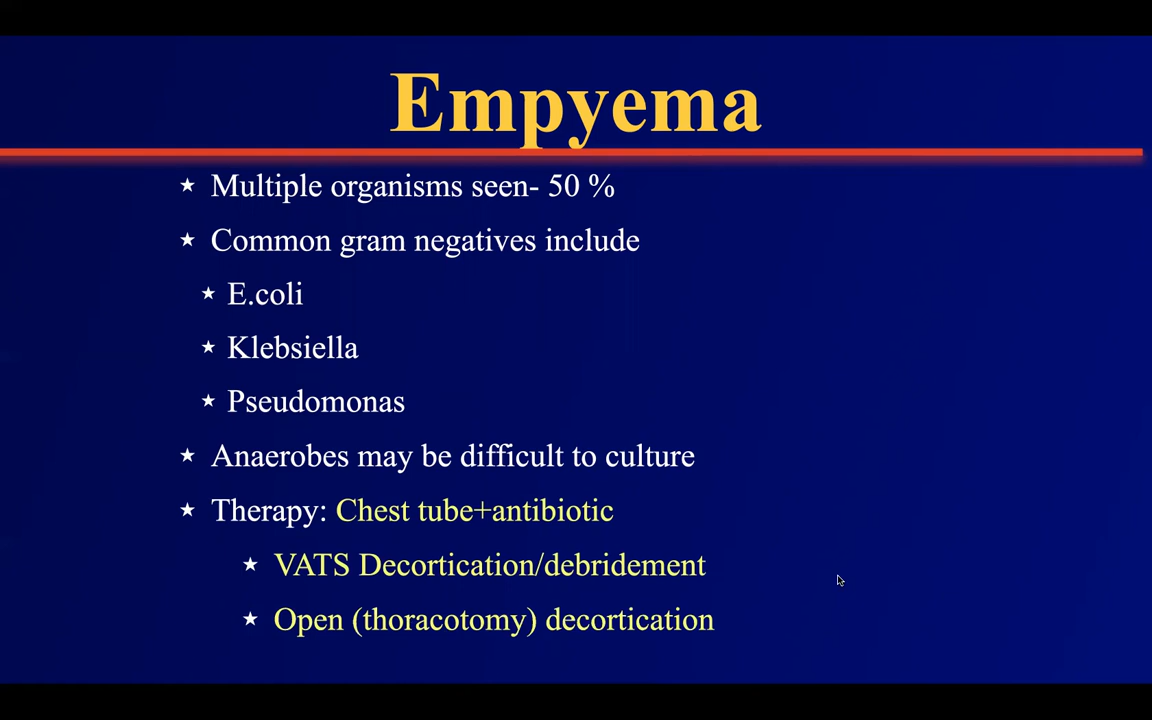 Empyema
Multiple organisms seen- 50 %
Common gram negatives include
E.coli
Klebsiella
Pseudomonas
Anaerobes may be difficult to culture
Therapy: Chest tube+antibiotic
VATS Decortication/debridement
Open (thoracotomy) decortication